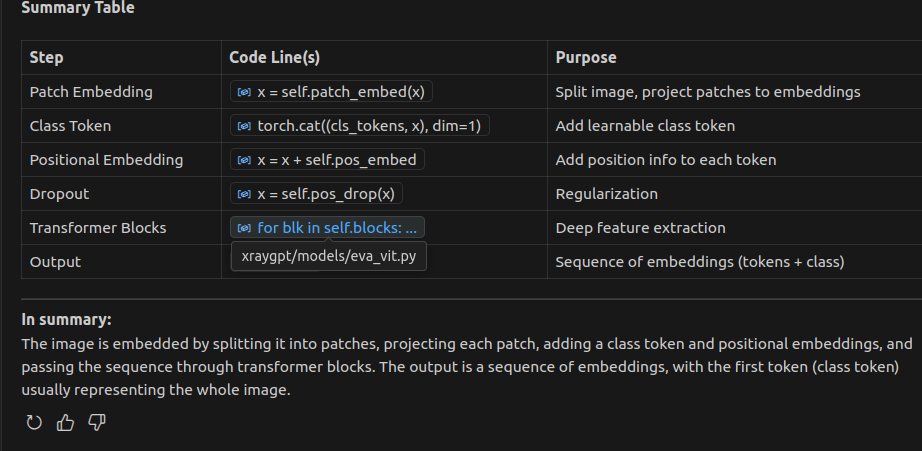 Summary Table
Step Code Line(s) Purpose
Patch Embedding x = self.patch_embed(x) Split image, project patches to embeddings
Class Token torch.cat((cls_tokens, x), dim=1) Add learnable class token
Positional Embedding x = x + self.pos_embed Add position info to each token
Dropout x = self.pos_drop(x) Regularization
Transformer Blocks for blk in self.blocks: ... Deep feature extraction
Output xraygpt/models/eva_vit.py Sequence of embeddings (tokens + class)
In summary:
The image is embedded by splitting it into patches, projecting each patch, adding a class token and positional embeddings, and
passing the sequence through transformer blocks. The output is a sequence of embeddings, with the first token (class token)
usually representing the whole image.